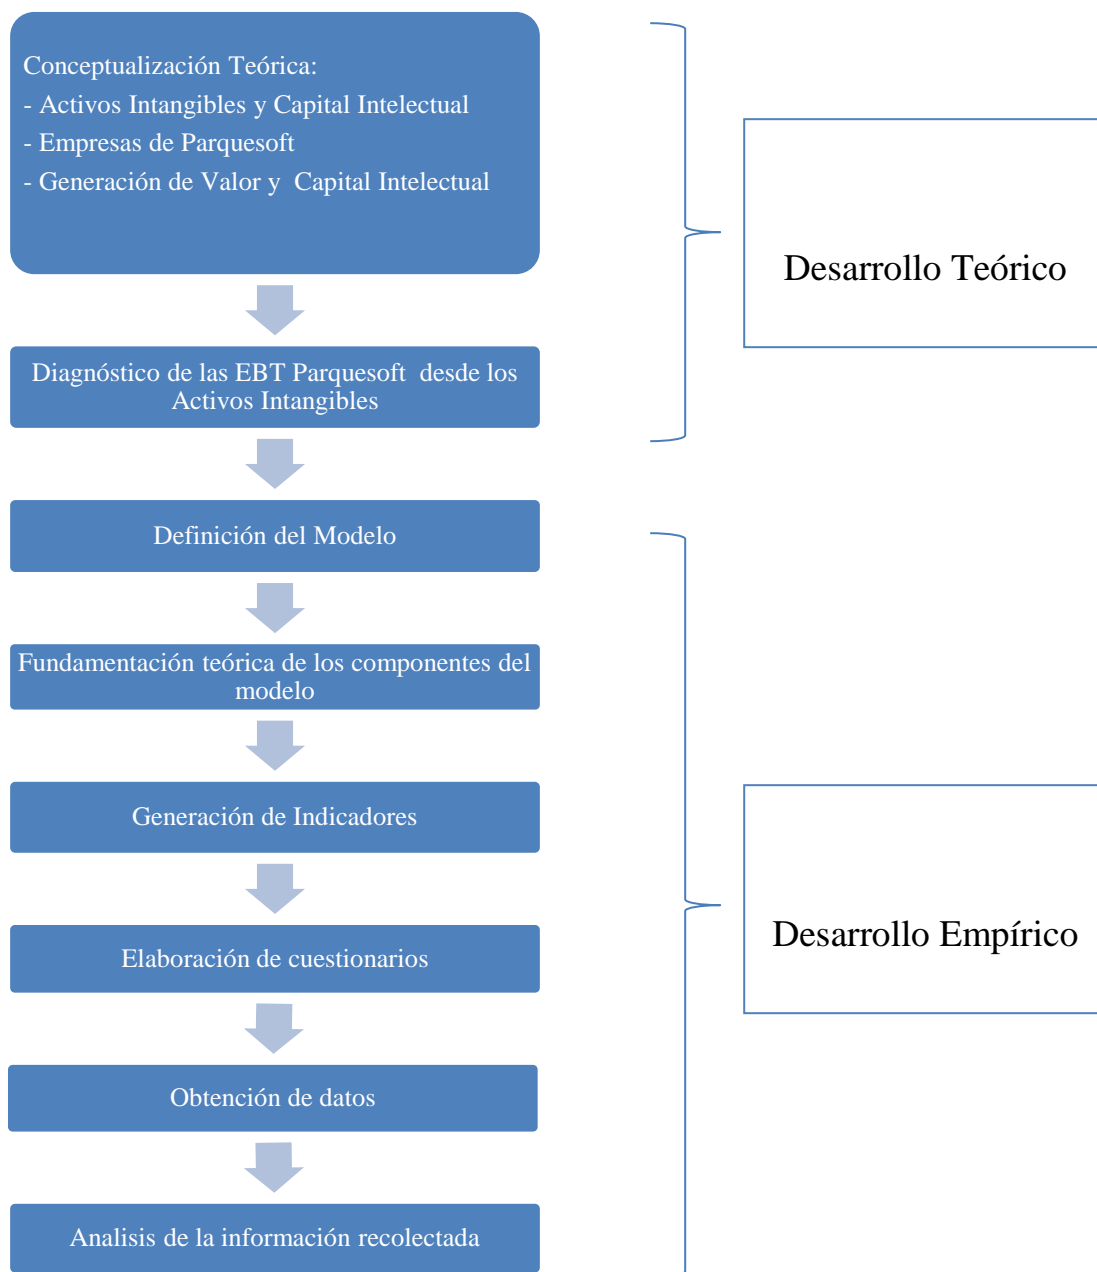 Conceptualización Teórica:
- Activos Intangibles y Capital Intelectual
- Empresas de Parquesoft
- Generación de Valor y  Capital Intelectual
Desarrollo Teórico
Diagnóstico de las EBT Parquesoft  desde los
Activos Intangibles
Definición del Modelo
Fundamentación teórica de los componentes del
modelo
Generación de Indicadores
Desarrollo Empírico
Elaboración de cuestionarios
Obtención de datos
Analisis de la información recolectada